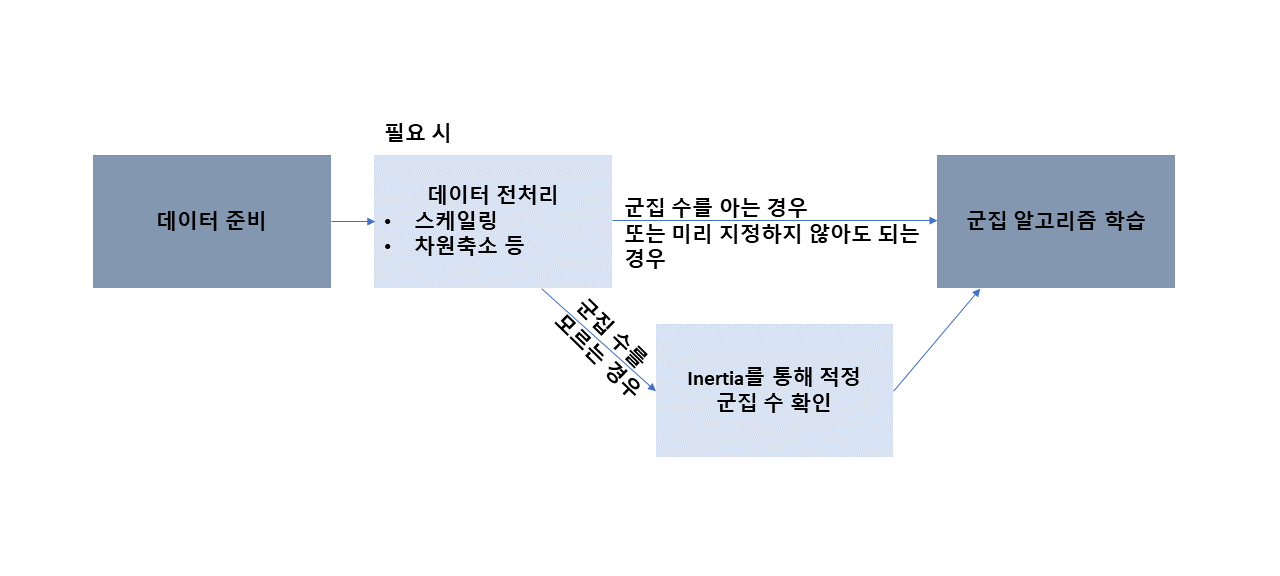 필요 시
데이터 준비
데이터 전처리
• 스케일링
• 차원축소 등
군집 수를 아는 경우
또는 미리 지정하지 않아도 되는
경우
군집 알고리즘 학습
군집 수를
모르는 경우
Inertia를 통해 적정
군집 수 확인